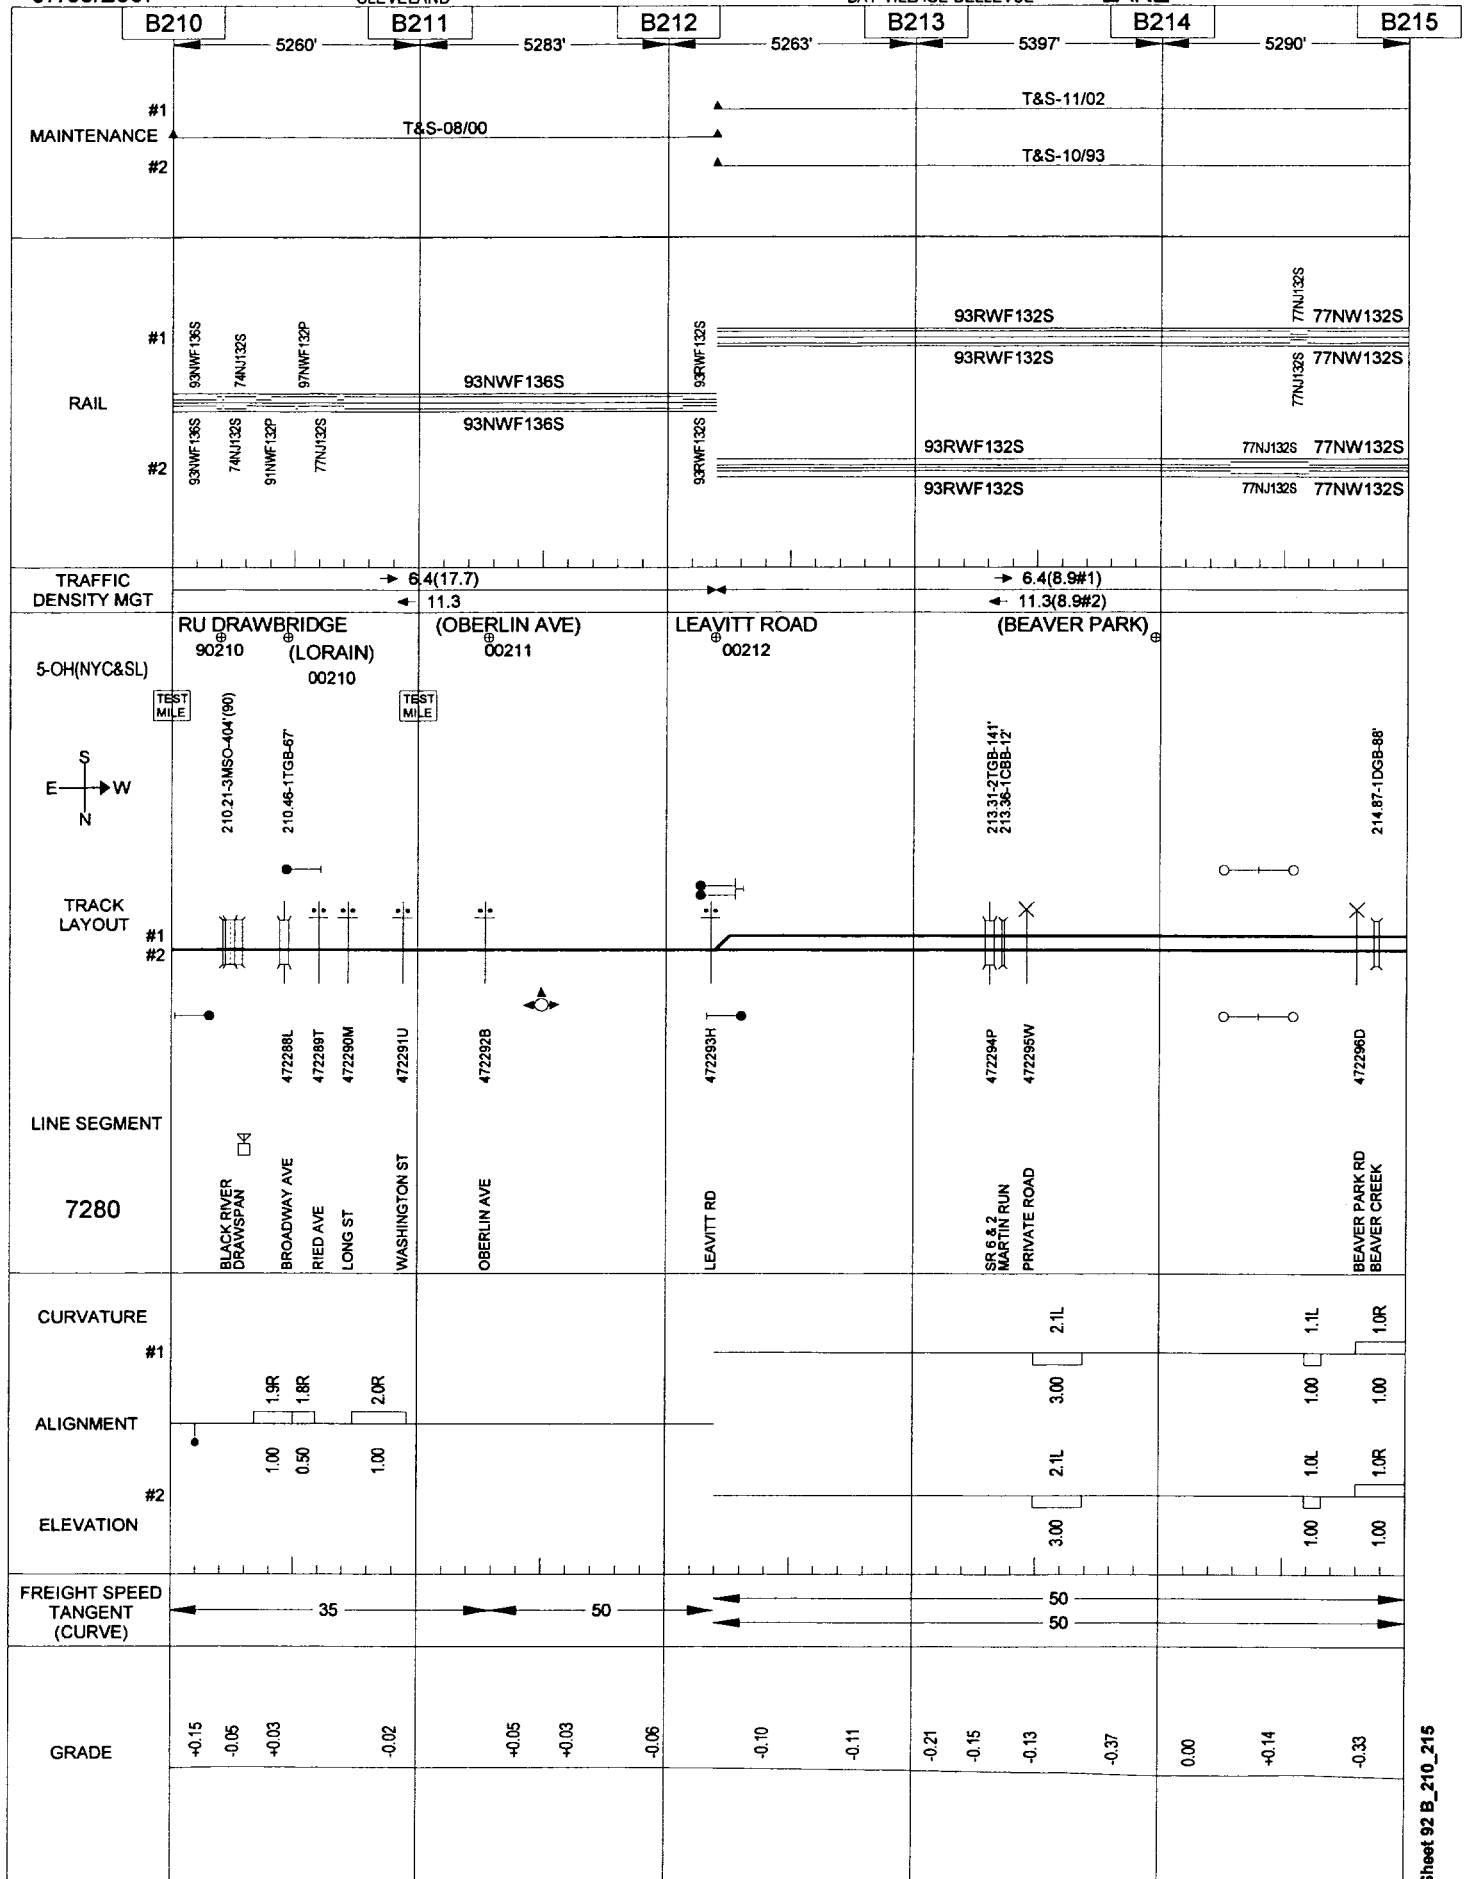 B210 B211 B212 B213 B214 B215
5260' 5283' 5263' 5397' 5290'
#1
MAINTENANCE
#2
T&S-08/00
T&S-11/02
T&S-10/93
RAIL
#1
#2
93NWF136S 74NJ132S 97NWF132P
93NWF136S
93NWF136S
93NWF136S 74NJ132S 91NWF132P 77NJ132S
93RWF132S
93RWF132S
93RWF132S 77NJ132S 77NW132S
93RWF132S 77NJ132S 77NW132S
93RWF132S 77NJ132S 77NW132S
93RWF132S 77NJ132S 77NW132S
TRAFFIC
DENSITY MGT
6.4(17.7) 6.4(8.9#1)
11.3 11.3(8.9#2)
5-OH(NYC&SL)
RU DRAWBRIDGE (OBERLIN AVE) LEAVITT ROAD (BEAVER PARK)
90210 (LORAIN) 00211 00212
00210
TEST
MILE
TEST
MILE
S
E W
N
210.21-3MSO-404'(90)
210.46-1TGB-67'
213.31-2TGB-141'
213.36-1CBB-12'
214.87-1DGB-88'
TRACK
LAYOUT
#1
#2
472288L
472289T
472290M
472291U
472292B
472293H
472294P
472295W
472296D
LINE SEGMENT
7280
BLACK RIVER
DRAWSPAN
BROADWAY AVE
RIED AVE
LONG ST
WASHINGTON ST
OBERLIN AVE
LEAVITT RD
SR 6 & 2
MARTIN RUN
PRIVATE ROAD
BEAVER PARK RD
BEAVER CREEK
CURVATURE
#1
2.1L 1.1L 1.0R
3.00 1.00 1.00
ALIGNMENT
1.9R 1.8R 2.0R
1.00 0.50 1.00
#2
ELEVATION
2.1L 1.0L 1.0R
3.00 1.00 1.00
FREIGHT SPEED
TANGENT
(CURVE)
35 50 50
50
GRADE
+0.15 -0.05 +0.03 -0.02 +0.05 +0.03 -0.06 -0.10 -0.11 -0.21 -0.15 -0.13 -0.37 0.00 +0.14 -0.33
Sheet 92 B_210_215